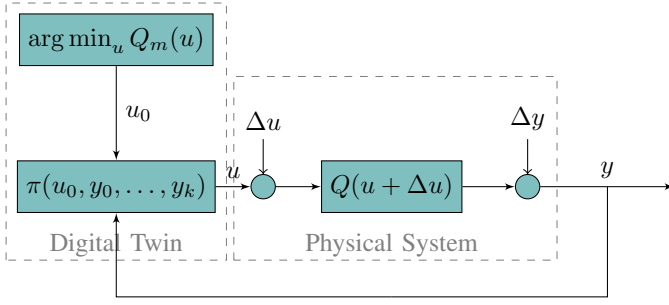 arg min_u Q_m(u)
u_0
Δu
Δy
π(u_0, y_0, . . . , y_k)
u
Q(u + Δu)
y
Digital Twin
Physical System